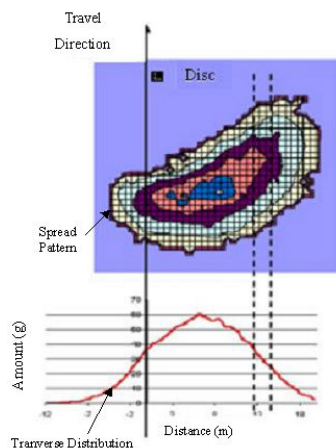 Travel
Direction
Disc
Spread
Pattern
70
60
50
40
30
20
10
0
Amount (g)
Distance (m)
Tranverse Distribution